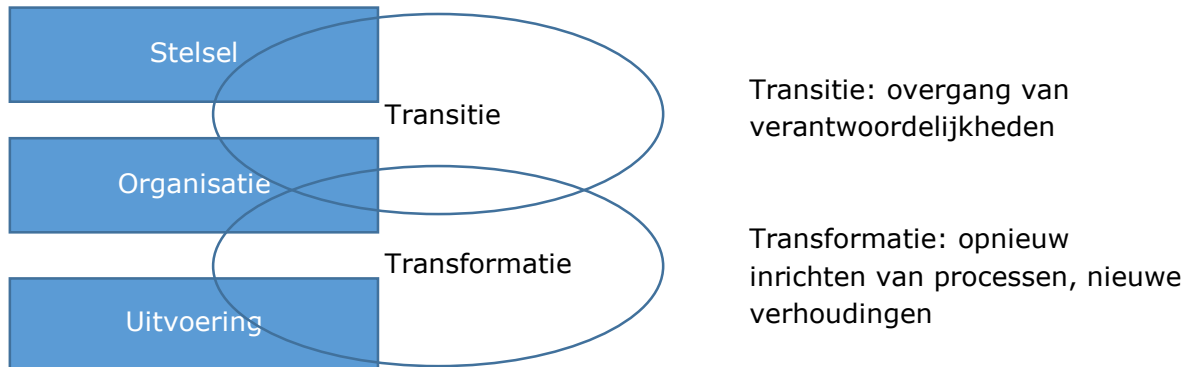 Stelsel
Transitie
Organisatie
Transformatie
Uitvoering
Transitie: overgang van
verantwoordelijkheden
Transformatie: opnieuw
inrichten van processen, nieuwe
verhoudingen